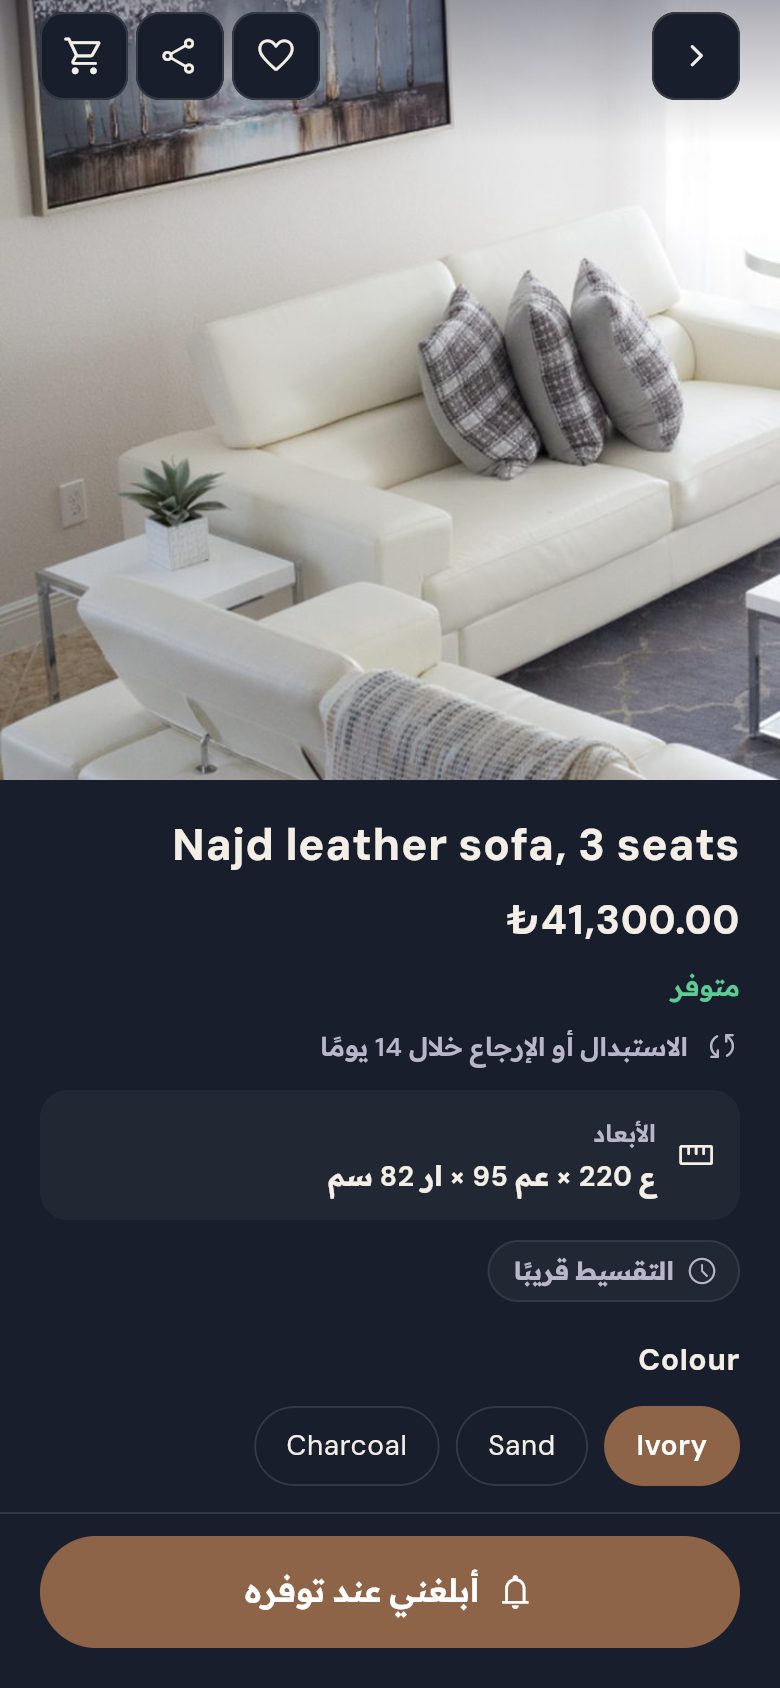 Najd leather sofa, 3 seats
₺41,300.00
متوفر
الاستبدال أو الإرجاع خلال 14 يومًا
الأبعاد
ع 220 × عم 95 × ار 82 سم
التقسيط قريبًا
Colour
Ivory
Sand
Charcoal
أبلغني عند توفره